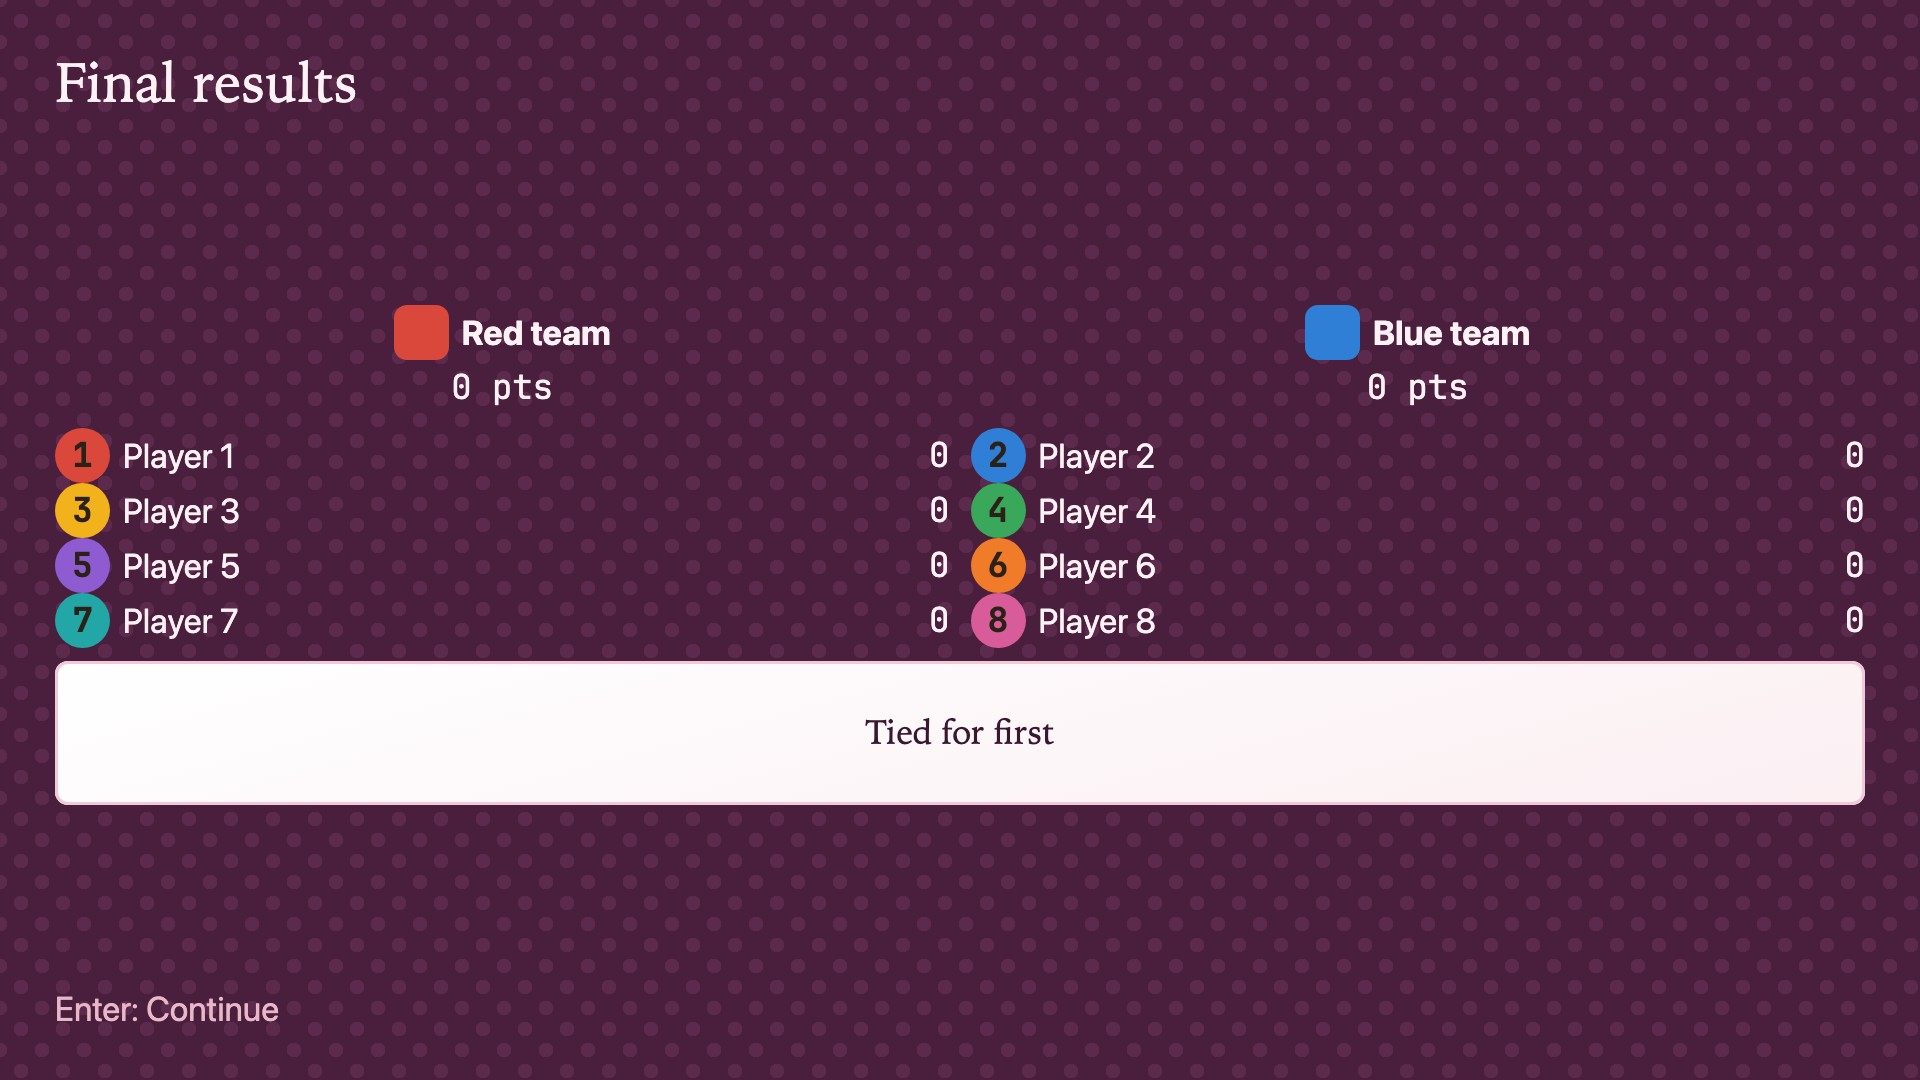 Final results
Red team
0 pts
Blue team
0 pts
1 Player 1 0
3 Player 3 0
5 Player 5 0
7 Player 7 0
2 Player 2 0
4 Player 4 0
6 Player 6 0
8 Player 8 0
Tied for first
Enter: Continue